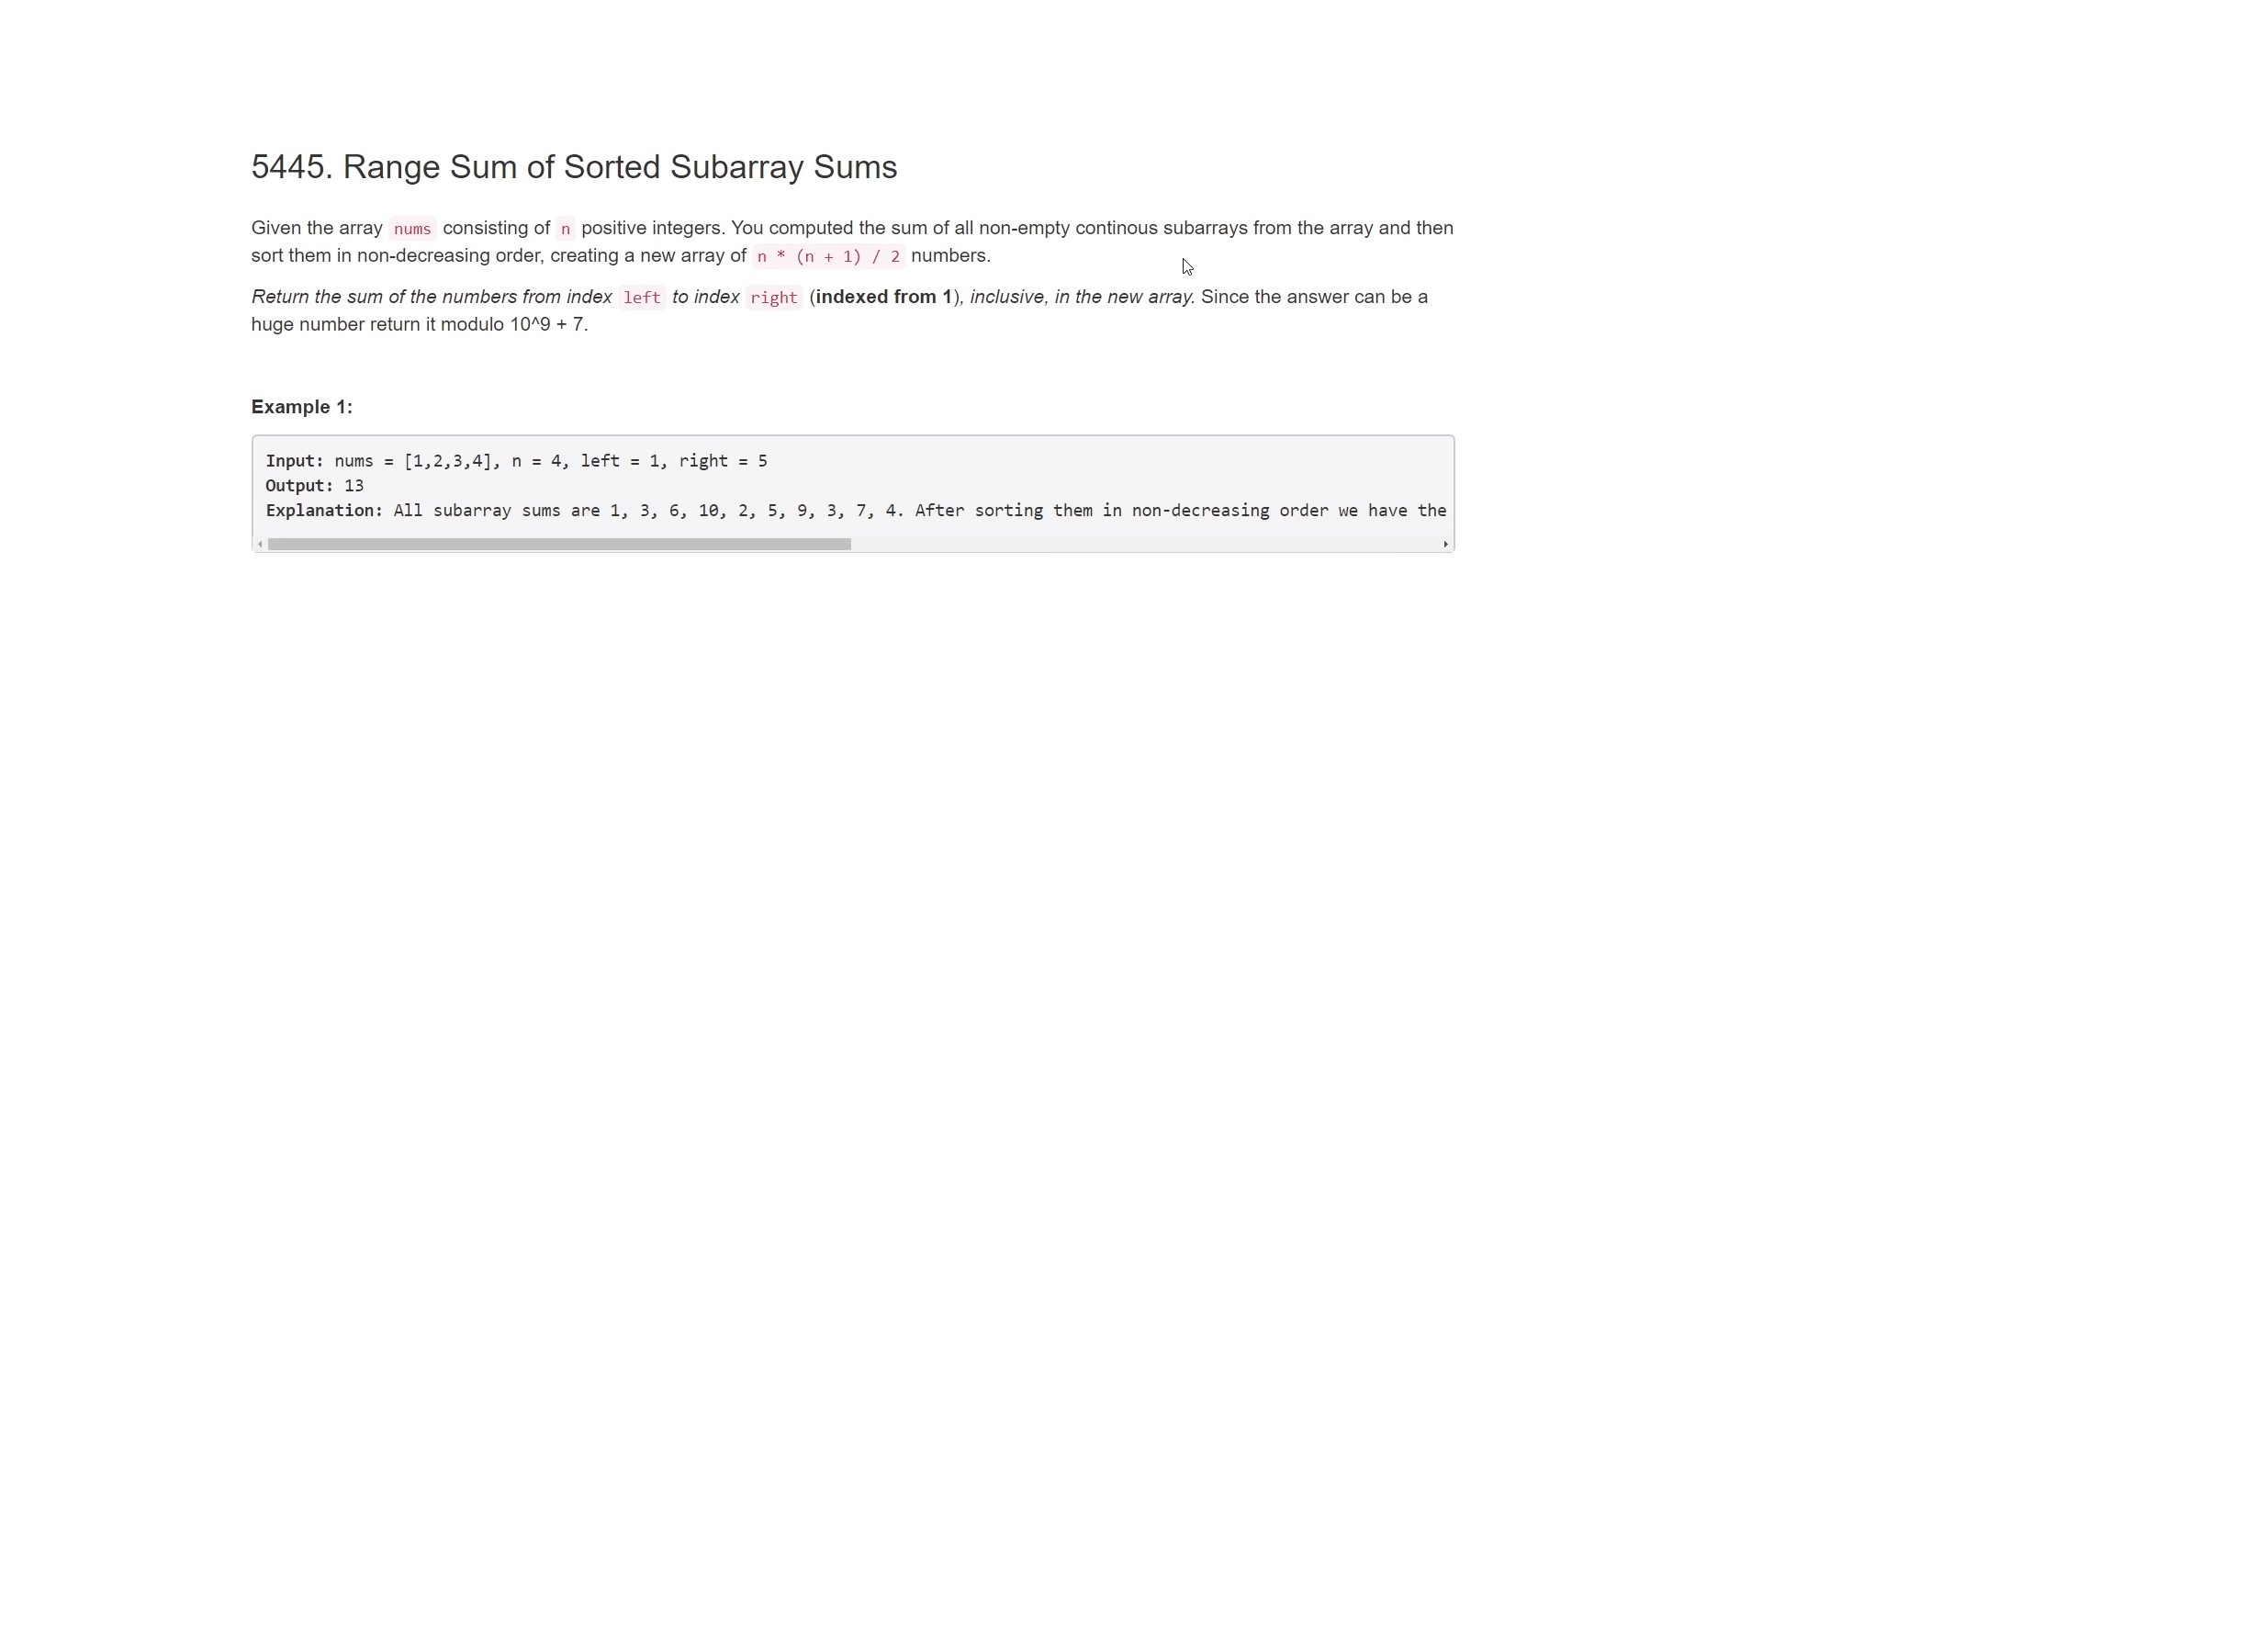 5445. Range Sum of Sorted Subarray Sums
Given the array nums consisting of n positive integers. You computed the sum of all non-empty continous subarrays from the array and then
sort them in non-decreasing order, creating a new array of n * (n + 1) / 2 numbers.
Return the sum of the numbers from index left to index right (indexed from 1), inclusive, in the new array. Since the answer can be a
huge number return it modulo 10^9 + 7.
Example 1:
Input: nums = [1,2,3,4], n = 4, left = 1, right = 5
Output: 13
Explanation: All subarray sums are 1, 3, 6, 10, 2, 5, 9, 3, 7, 4. After sorting them in non-decreasing order we have the